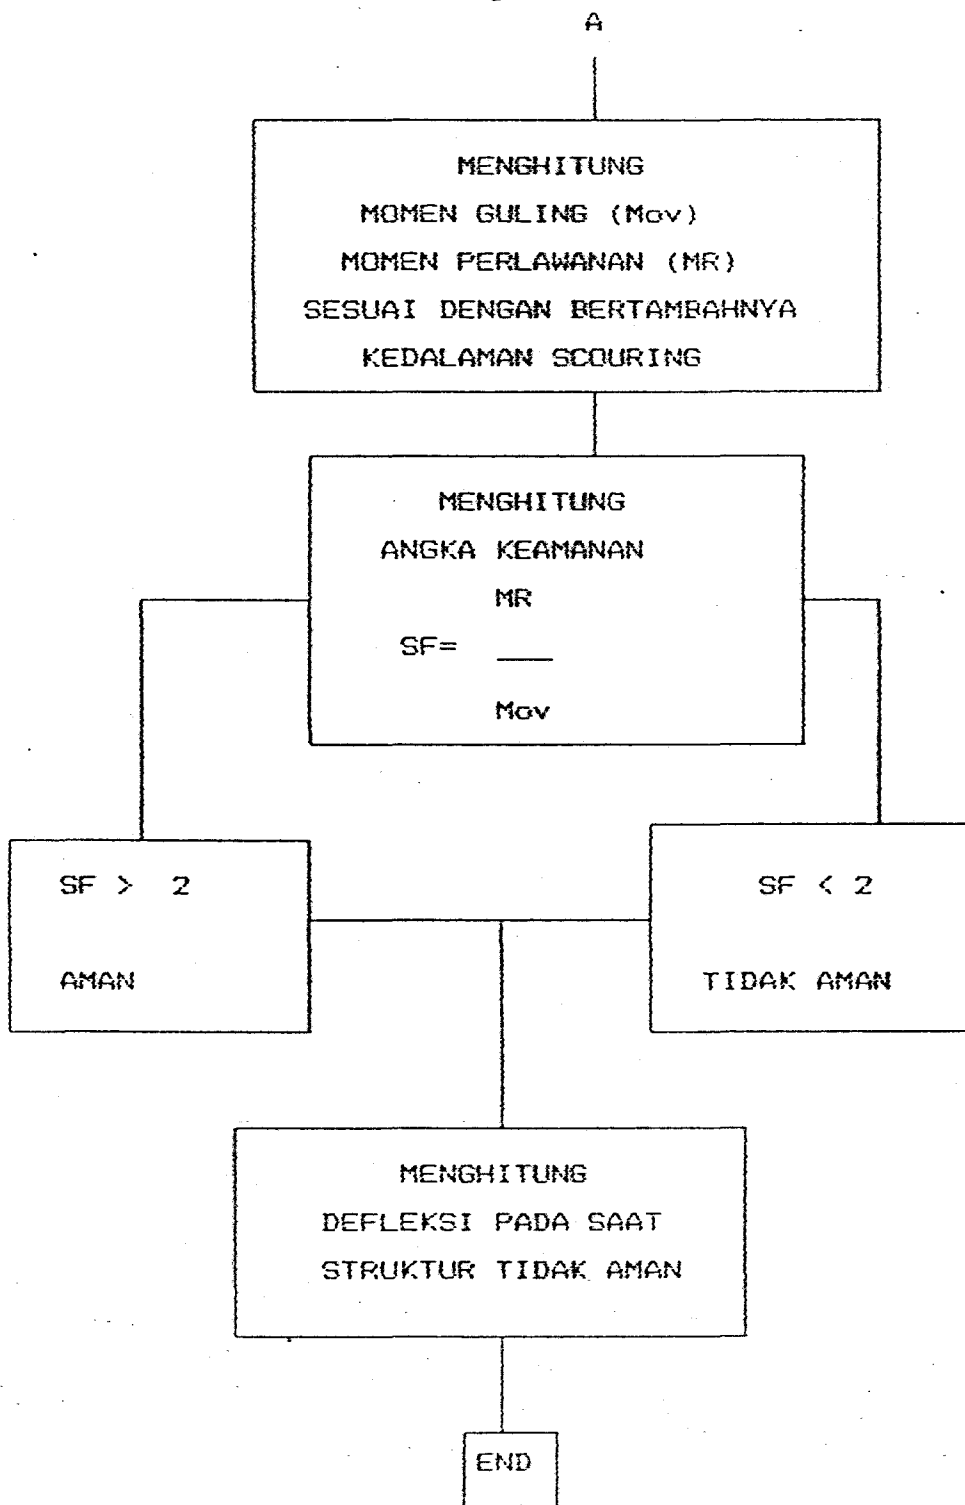 A
MENGHITUNG
MOMEN GULING (Mov)
MOMEN PERLAWANAN (MR)
SESUAI DENGAN BERTAMBAHNYA
KEDALAMAN SCOURING
MENGHITUNG
ANGKA KEAMANAN
MR
SF= ___
Mov
SF > 2
AMAN
SF < 2
TIDAK AMAN
MENGHITUNG
DEFLEKSI PADA SAAT
STRUKTUR TIDAK AMAN
END